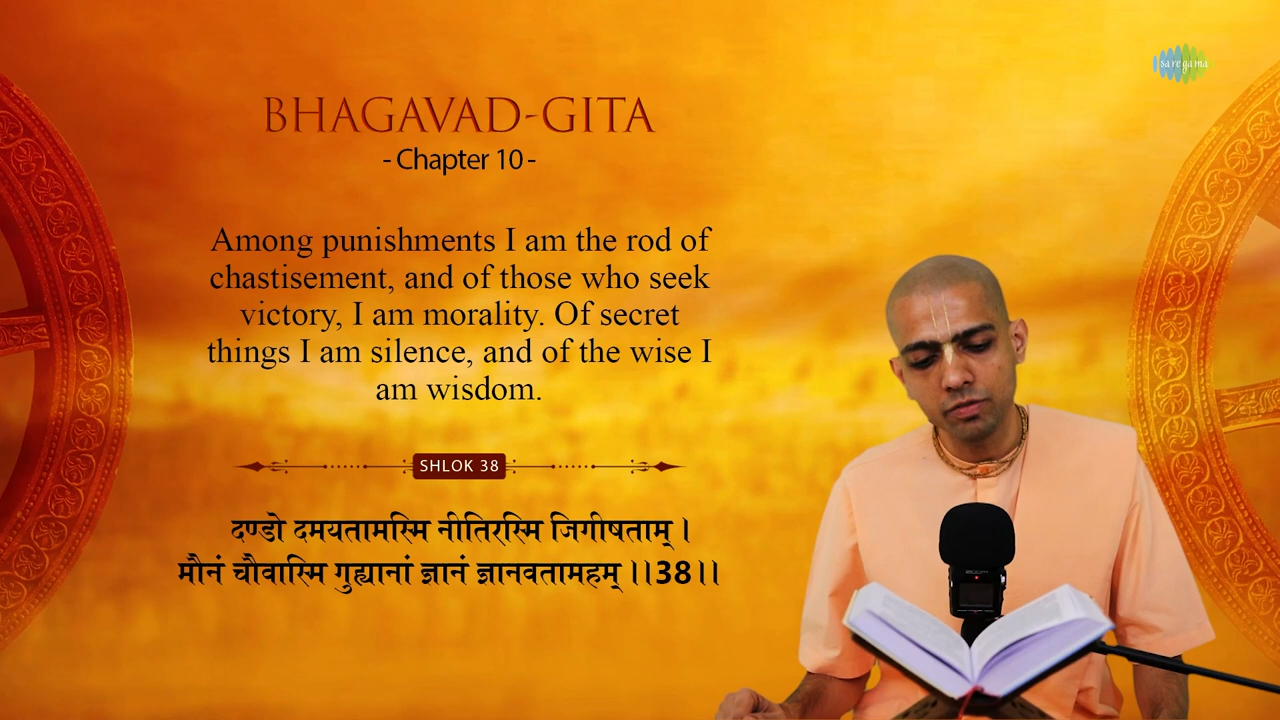 saregama
BHAGAVAD-GITA
- Chapter 10 -
Among punishments I am the rod of
chastisement, and of those who seek
victory, I am morality. Of secret
things I am silence, and of the wise I
am wisdom.
SHLOK 38
दण्डो दमयतामस्मि नीतिरस्मि जिगीषताम् ।
मौनं चौवास्मि गुह्यानां ज्ञानं ज्ञानवतामहम् ।।38।।